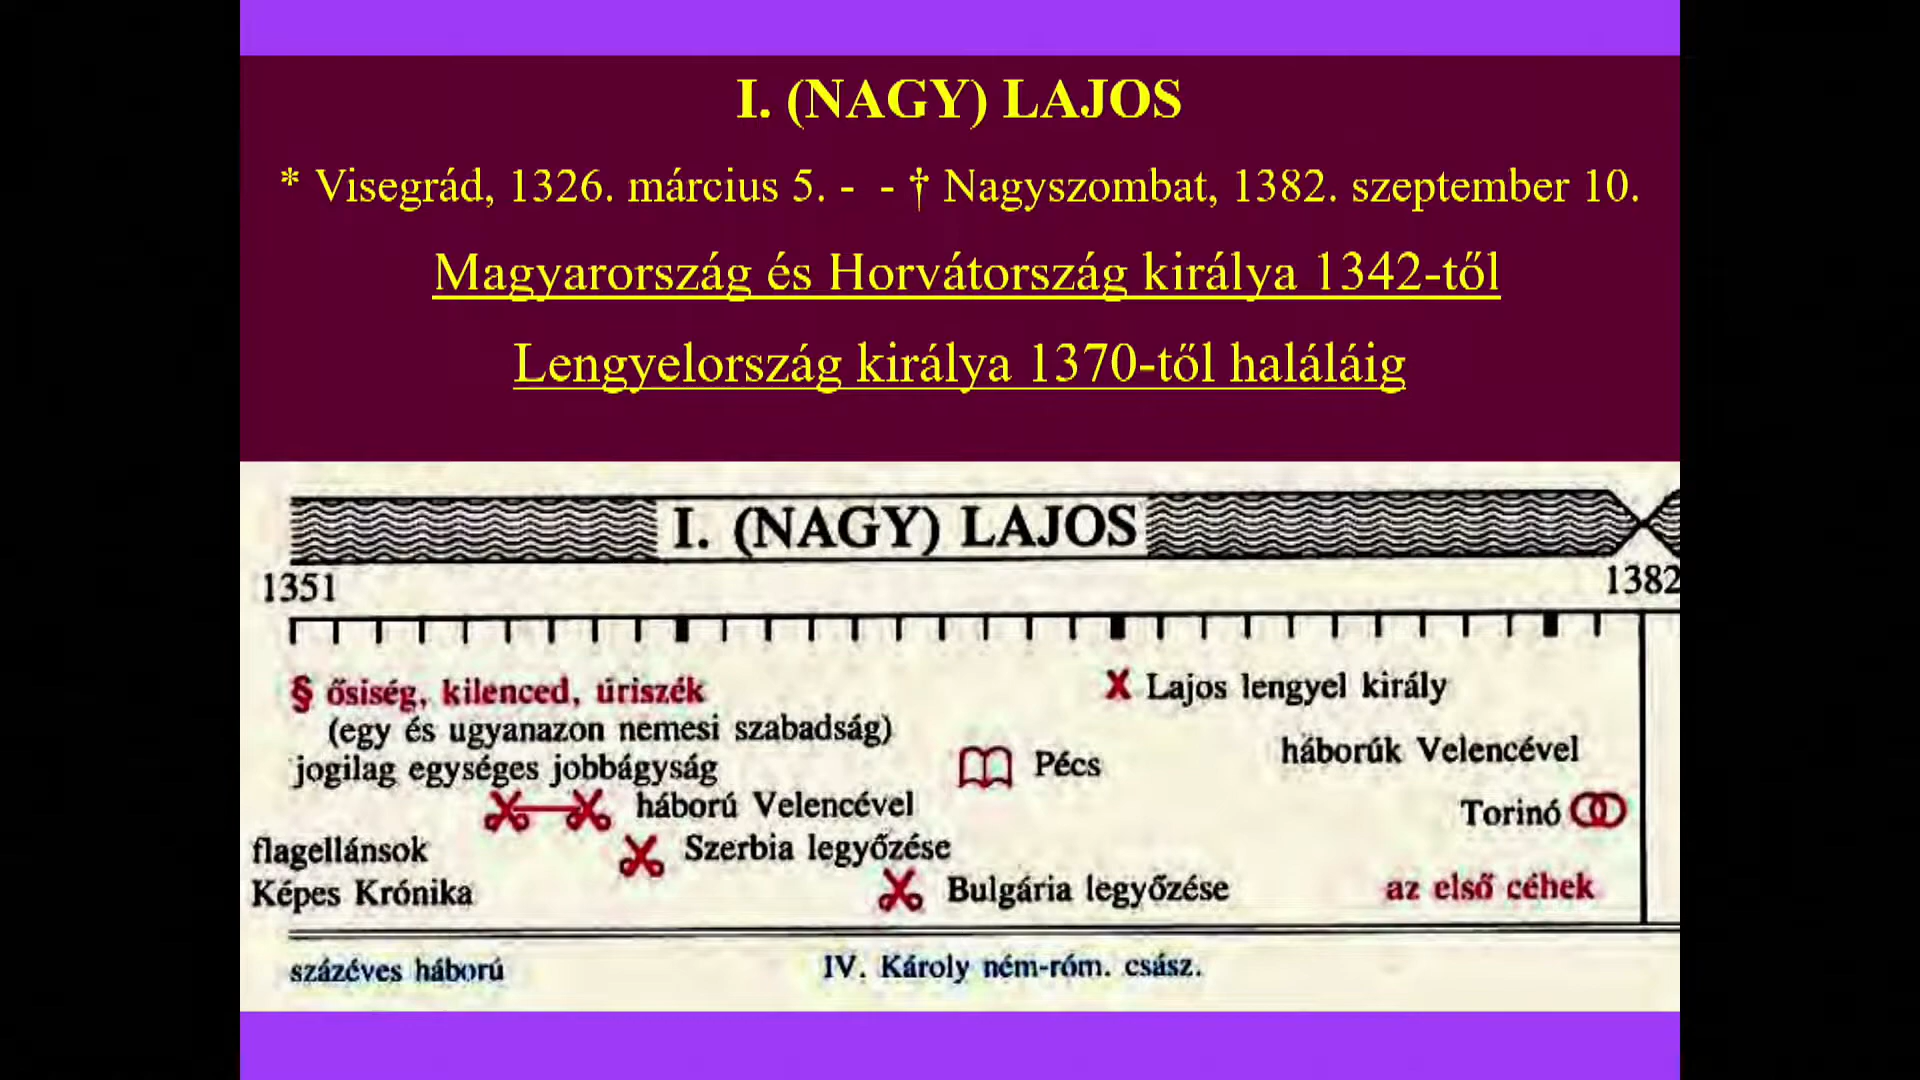 I. (NAGY) LAJOS
* Visegrád, 1326. március 5. -  - † Nagyszombat, 1382. szeptember 10.
Magyarország és Horvátország királya 1342-től
Lengyelország királya 1370-től haláláig
I. (NAGY) LAJOS
1351 1382
§ ősiség, kilenced, úriszék
X Lajos lengyel király
(egy és ugyanazon nemesi szabadság)
háborúk Velencével
jogilag egységes jobbágyság
Pécs
háború Velencével
Torinó
flagellánsok
Szerbia legyőzése
Képes Krónika
Bulgária legyőzése
az első céhek
százéves háború
IV. Károly ném-róm. csász.